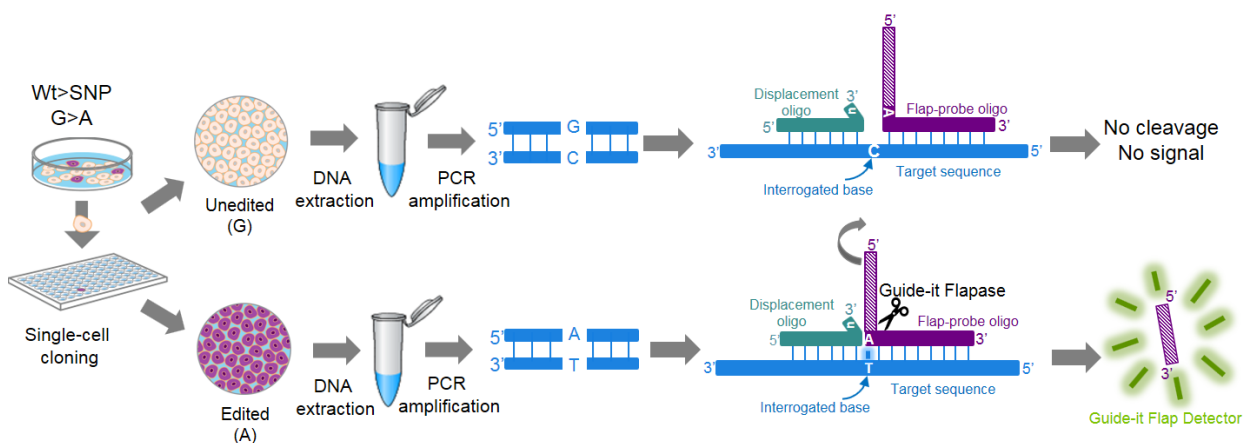 Wt>SNP
G>A
Single-cell
cloning
Unedited
(G)
DNA
extraction
PCR
amplification
5’
G
3’
C
Displacement
oligo
3’
n
5’
5’
A
Flap-probe oligo
3’
3’
C
5’
Interrogated base
Target sequence
No cleavage
No signal
Edited
(A)
DNA
extraction
PCR
amplification
5’
A
3’
T
Displacement
oligo
3’
n
5’
5’
Guide-it Flapase
A
Flap-probe oligo
3’
3’
T
5’
Interrogated base
Target sequence
5’
3’
Guide-it Flap Detector